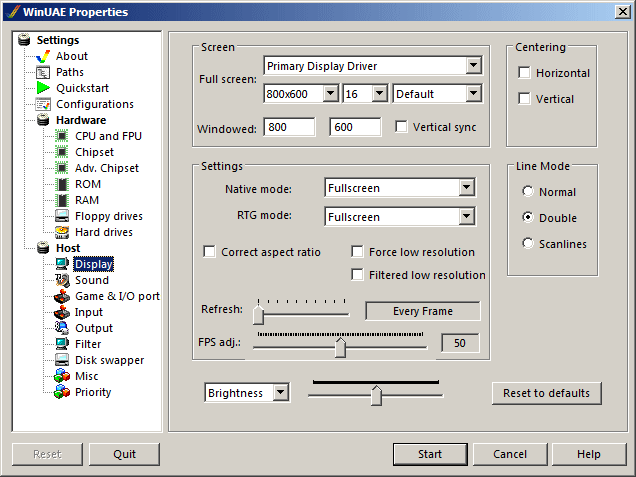 WinUAE Properties
Settings
About
Paths
Quickstart
Configurations
Hardware
CPU and FPU
Chipset
Adv. Chipset
ROM
RAM
Floppy drives
Hard drives
Host
Display
Sound
Game & I/O port
Input
Output
Filter
Disk swapper
Misc
Priority
Screen
Full screen:
Primary Display Driver
800x600
16
Default
Windowed:
800
600
Vertical sync
Centering
Horizontal
Vertical
Settings
Native mode:
Fullscreen
RTG mode:
Fullscreen
Correct aspect ratio
Force low resolution
Filtered low resolution
Refresh:
Every Frame
FPS adj.:
50
Line Mode
Normal
Double
Scanlines
Brightness
Reset to defaults
Reset
Quit
Start
Cancel
Help